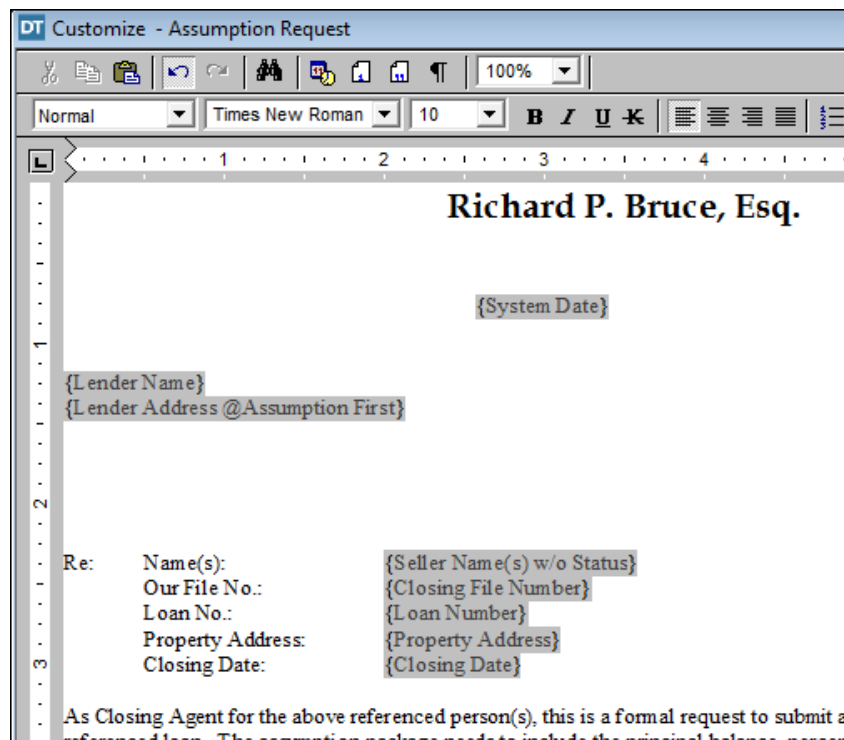 DT Customize - Assumption Request
100%
Normal Times New Roman 10 B I U K
L 1 2 3 4
Richard P. Bruce, Esq.
{System Date}
1
{Lender Name}
{Lender Address @Assumption First}
2
Re: Name(s): {Seller Name(s) w/o Status}
Our File No.: {Closing File Number}
Loan No.: {Loan Number}
Property Address: {Property Address}
3 Closing Date: {Closing Date}
As Closing Agent for the above referenced person(s), this is a formal request to submit a